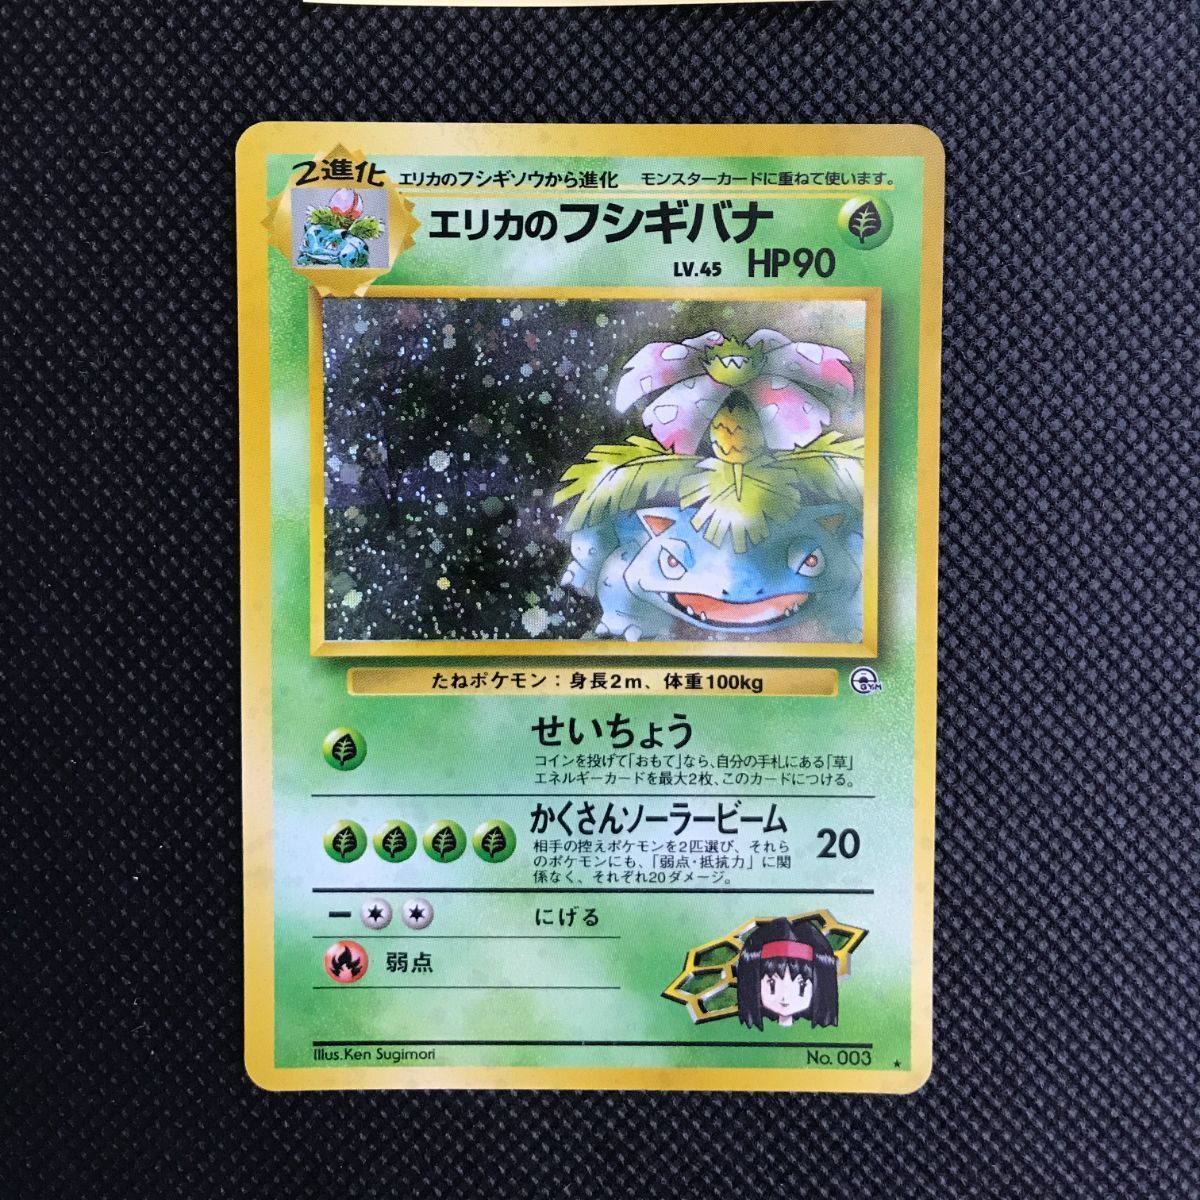 2進化
エリカのフシギソウから進化 モンスターカードに重ねて使います。
エリカのフシギバナ
LV.45 HP90
たねポケモン：身長2m、体重100kg
GYM
せいちょう
コインを投げて「おもて」なら、自分の手札にある「草」
エネルギーカードを最大2枚、このカードにつける。
かくさんソーラービーム 20
相手の控えポケモンを2匹選び、それら
のポケモンにも、「弱点・抵抗力」に関
係なく、それぞれ20ダメージ。
にげる
弱点
Illus.Ken Sugimori No. 003 ★